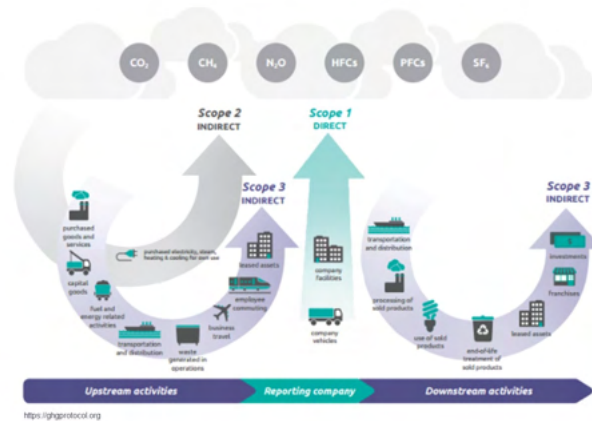 CO₂ CH₄ N₂O HFCs PFCs SF₆
Scope 2
INDIRECT
Scope 1
DIRECT
Scope 3
INDIRECT
Scope 3
INDIRECT
purchased
goods and
services
capital
goods
fuel and
energy related
activities
transportation
and distribution
waste
generated in
operations
business
travel
employee
commuting
leased assets
purchased electricity, steam,
heating & cooling for own use
company
facilities
company
vehicles
transportation
and distribution
processing of
sold products
use of sold
products
end-of-life
treatment of
sold products
leased assets
franchises
investments
Upstream activities
Reporting company
Downstream activities
https://ghgprotocol.org